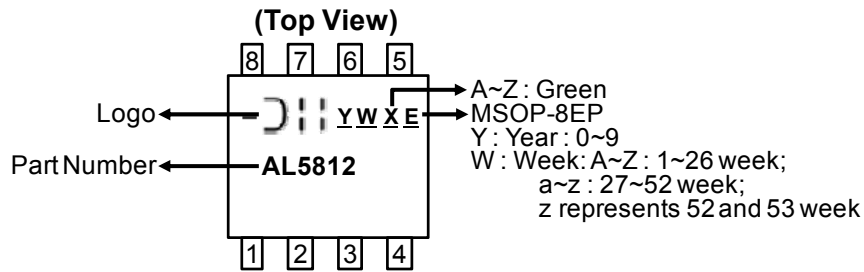 (Top View)
8 7 6 5
Logo
Y W X E
A~Z : Green
MSOP-8EP
Y : Year : 0~9
W : Week: A~Z : 1~26 week;
a~z : 27~52 week;
z represents 52 and 53 week
Part Number
AL5812
1 2 3 4